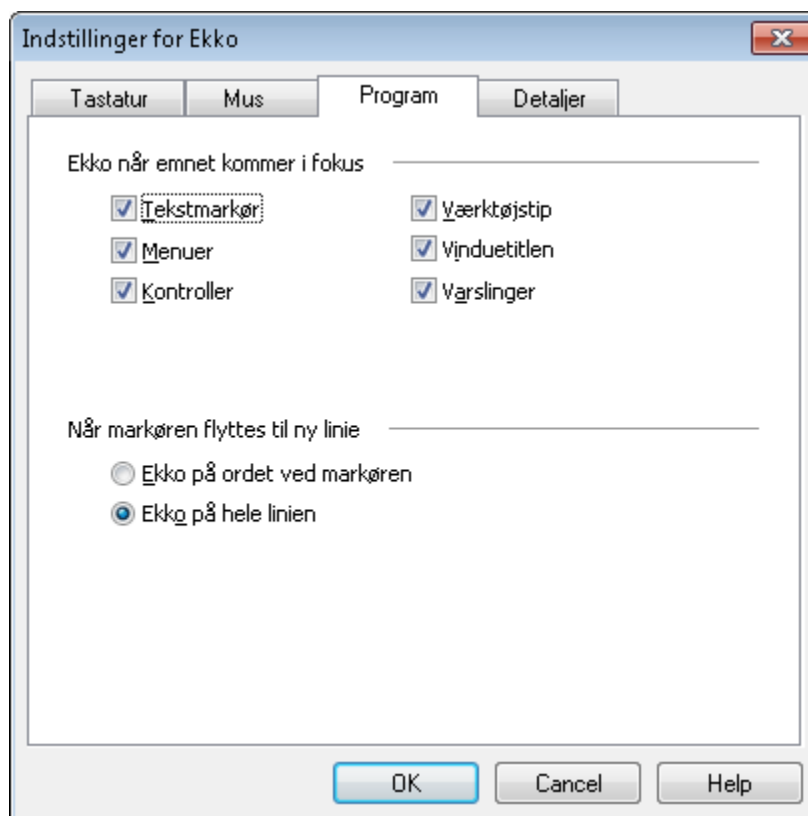 Indstillinger for Ekko
Tastatur Mus Program Detaljer
Ekko når emnet kommer i fokus
Tekstmarkør Værktøjstip
Menuer Vinduetitlen
Kontroller Varslinger
Når markøren flyttes til ny linie
Ekko på ordet ved markøren
Ekko på hele linien
OK Cancel Help